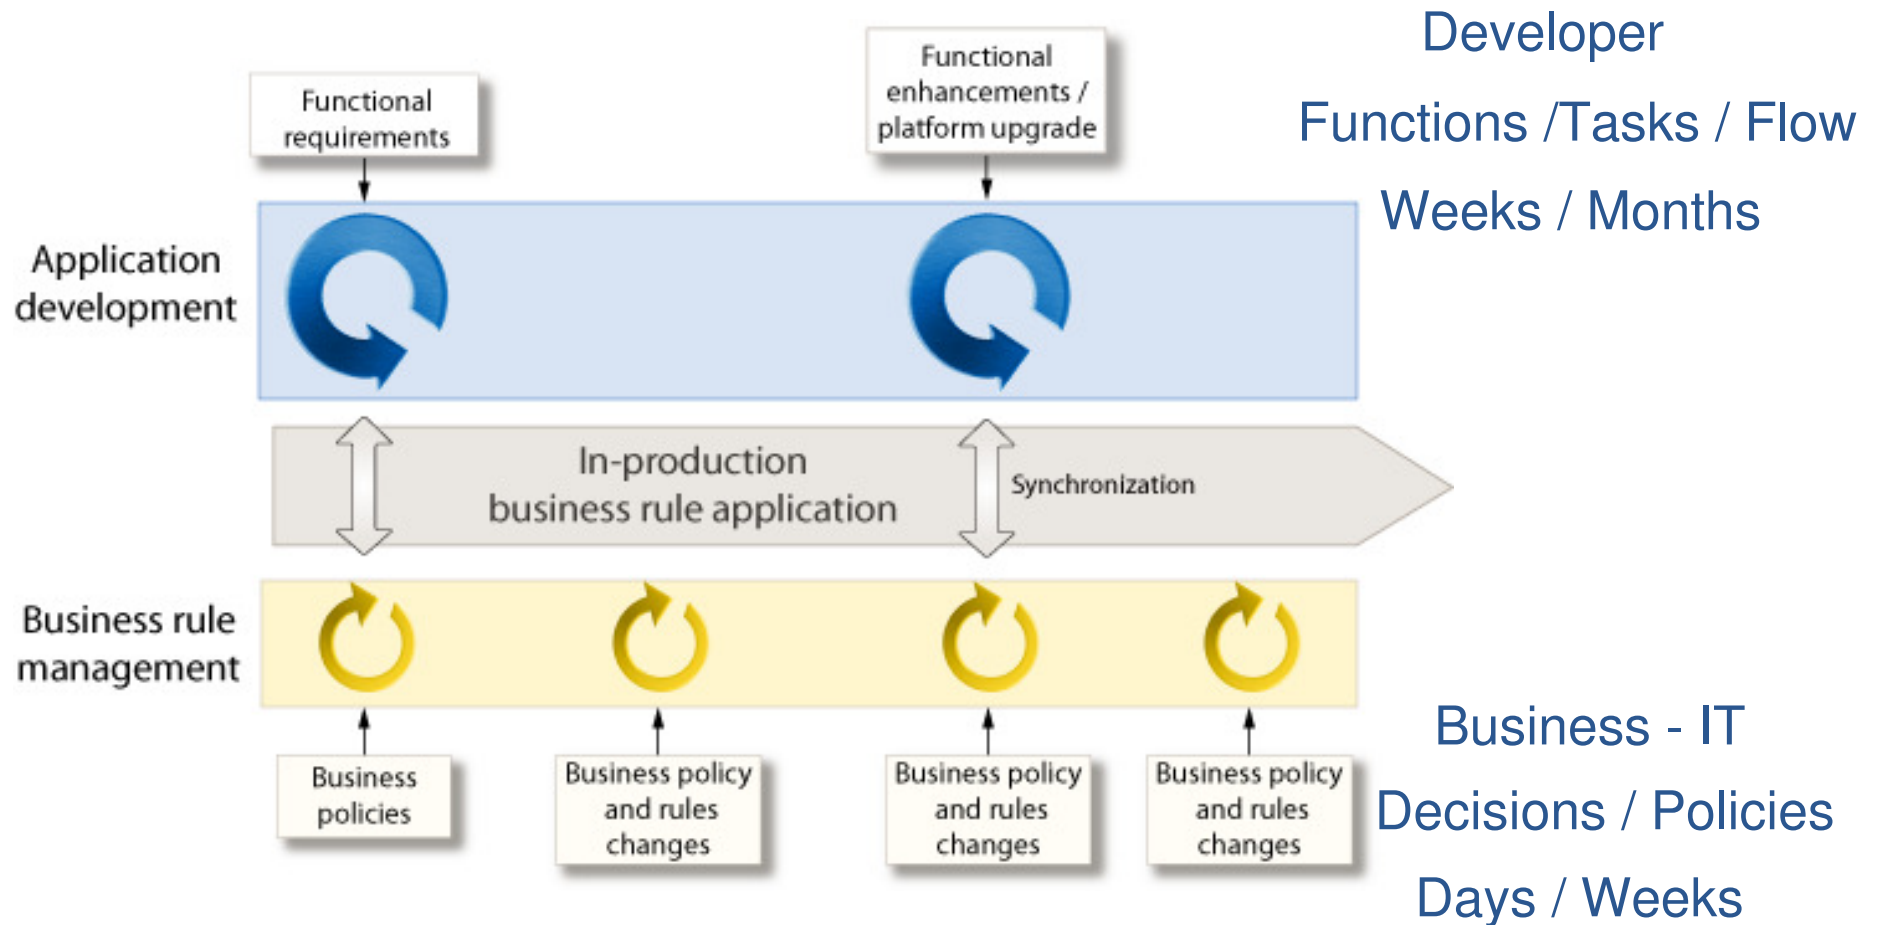 Functional
requirements
Functional
enhancements /
platform upgrade
Developer
Functions /Tasks / Flow
Weeks / Months
Application
development
In-production
business rule application
Synchronization
Business rule
management
Business
policies
Business policy
and rules
changes
Business policy
and rules
changes
Business policy
and rules
changes
Business - IT
Decisions / Policies
Days / Weeks